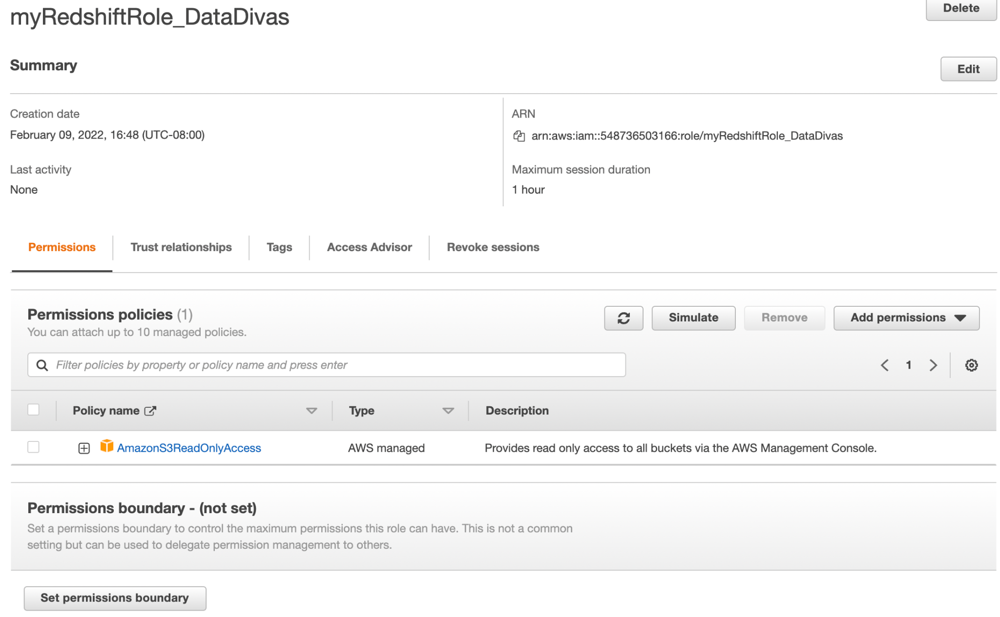 myRedshiftRole_DataDivas
Delete
Summary
Edit
Creation date
ARN
February 09, 2022, 16:48 (UTC-08:00)
arn:aws:iam::548736503166:role/myRedshiftRole_DataDivas
Last activity
Maximum session duration
None
1 hour
Permissions
Trust relationships
Tags
Access Advisor
Revoke sessions
Permissions policies (1)
You can attach up to 10 managed policies.
Simulate
Remove
Add permissions
Filter policies by property or policy name and press enter
1
Policy name
Type
Description
AmazonS3ReadOnlyAccess
AWS managed
Provides read only access to all buckets via the AWS Management Console.
Permissions boundary - (not set)
Set a permissions boundary to control the maximum permissions this role can have. This is not a common
setting but can be used to delegate permission management to others.
Set permissions boundary